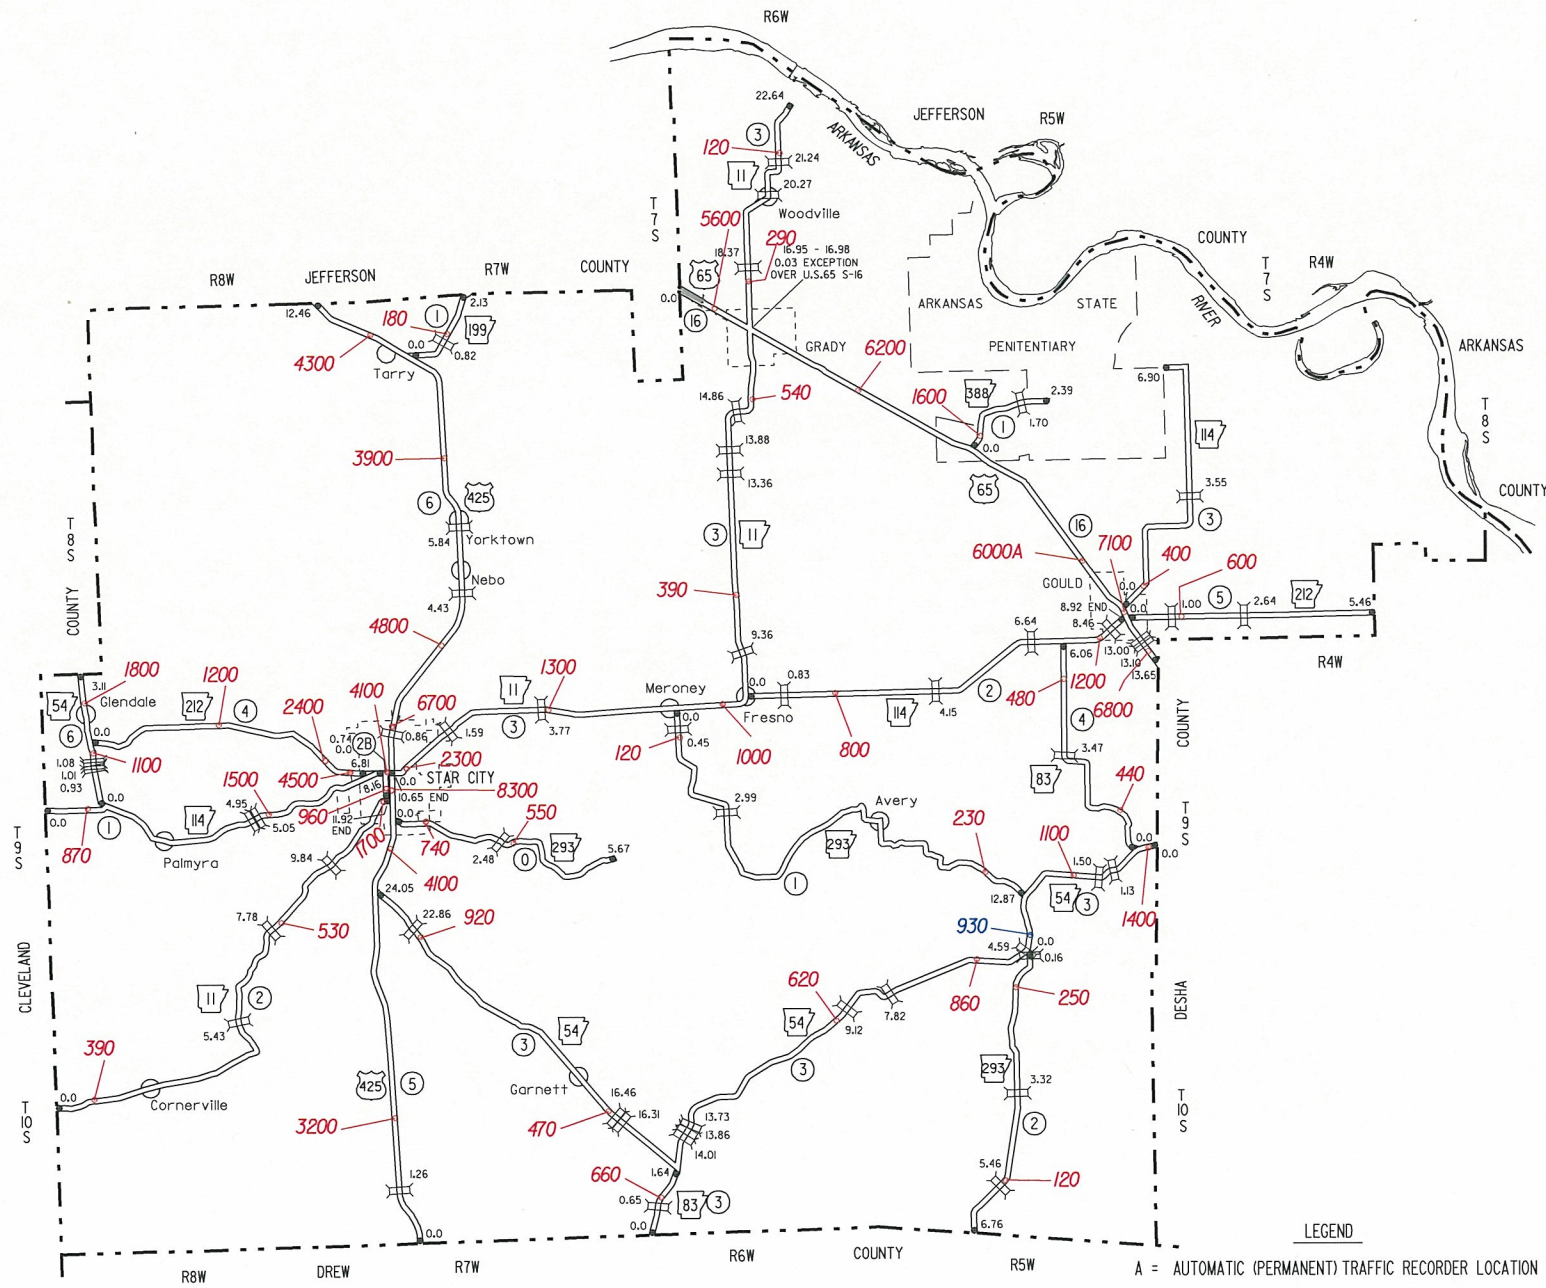 R6W
22.64
JEFFERSON
R5W
ARKANSAS
3
120
21.24
11
20.27
Woodville
T
7
S
5600
290
COUNTY
18.37
16.95 - 16.98
0.03 EXCEPTION
OVER U.S.65 S-16
R8W
JEFFERSON
R7W
COUNTY
65
T
7
S
R4W
0.0
16
ARKANSAS
STATE
RIVER
12.46
180
1
2.13
199
4300
0.0
0.82
Tarry
GRADY
6200
PENITENTIARY
ARKANSAS
6.90
14.86
540
1600
388
2.39
1.70
1
0.0
114
T
8
S
13.88
13.36
3900
6
425
65
3.55
COUNTY
3
T
8
S
COUNTY
5.84
Yorktown
3
11
16
Nebo
4.43
6000A
7100
400
600
GOULD
390
0.0
0.0
8.92 END
8.46
1.00
5
2.64
212
5.46
4800
9.36
6.64
13.00
13.10
13.65
6.06
R4W
1800
3.11
54
Glendale
1200
212
4
6
0.0
2400
4100
6700
11
1300
Meroney
0.0
0.83
480
1200
6800
2
Fresno
114
4.15
COUNTY
1.08
1.01
0.93
1100
0.74
0.0
2B
0.86
1.59
3
3.77
0.0
1000
800
4
120
0.45
3.47
6.81
4500
0.0
2300
STAR CITY
8.16
1500
960
8300
10.65 END
83
440
0.0
0.0
1
870
114
4.95
5.05
11.92
END
1700
0.0
740
550
2.99
Avery
T
9
S
T
9
S
Palmyra
2.48
0
293
5.67
293
230
1100
0.0
0.0
9.84
4100
1
1.50
1.13
24.05
12.87
54
3
1400
7.78
530
22.86
920
930
4.59
0.0
0.16
CLEVELAND
11
2
620
860
250
DESHA
5.43
54
9.12
7.82
3
54
3
293
390
0.0
Cornerville
425
5
Garnett
16.46
16.31
3.32
T
10
S
T
10
S
3200
470
13.73
13.86
14.01
2
1.26
660
1.64
5.46
120
0.65
83
3
0.0
0.0
6.76
LEGEND
R8W
DREW
R7W
R6W
COUNTY
R5W
A = AUTOMATIC (PERMANENT) TRAFFIC RECORDER LOCATION